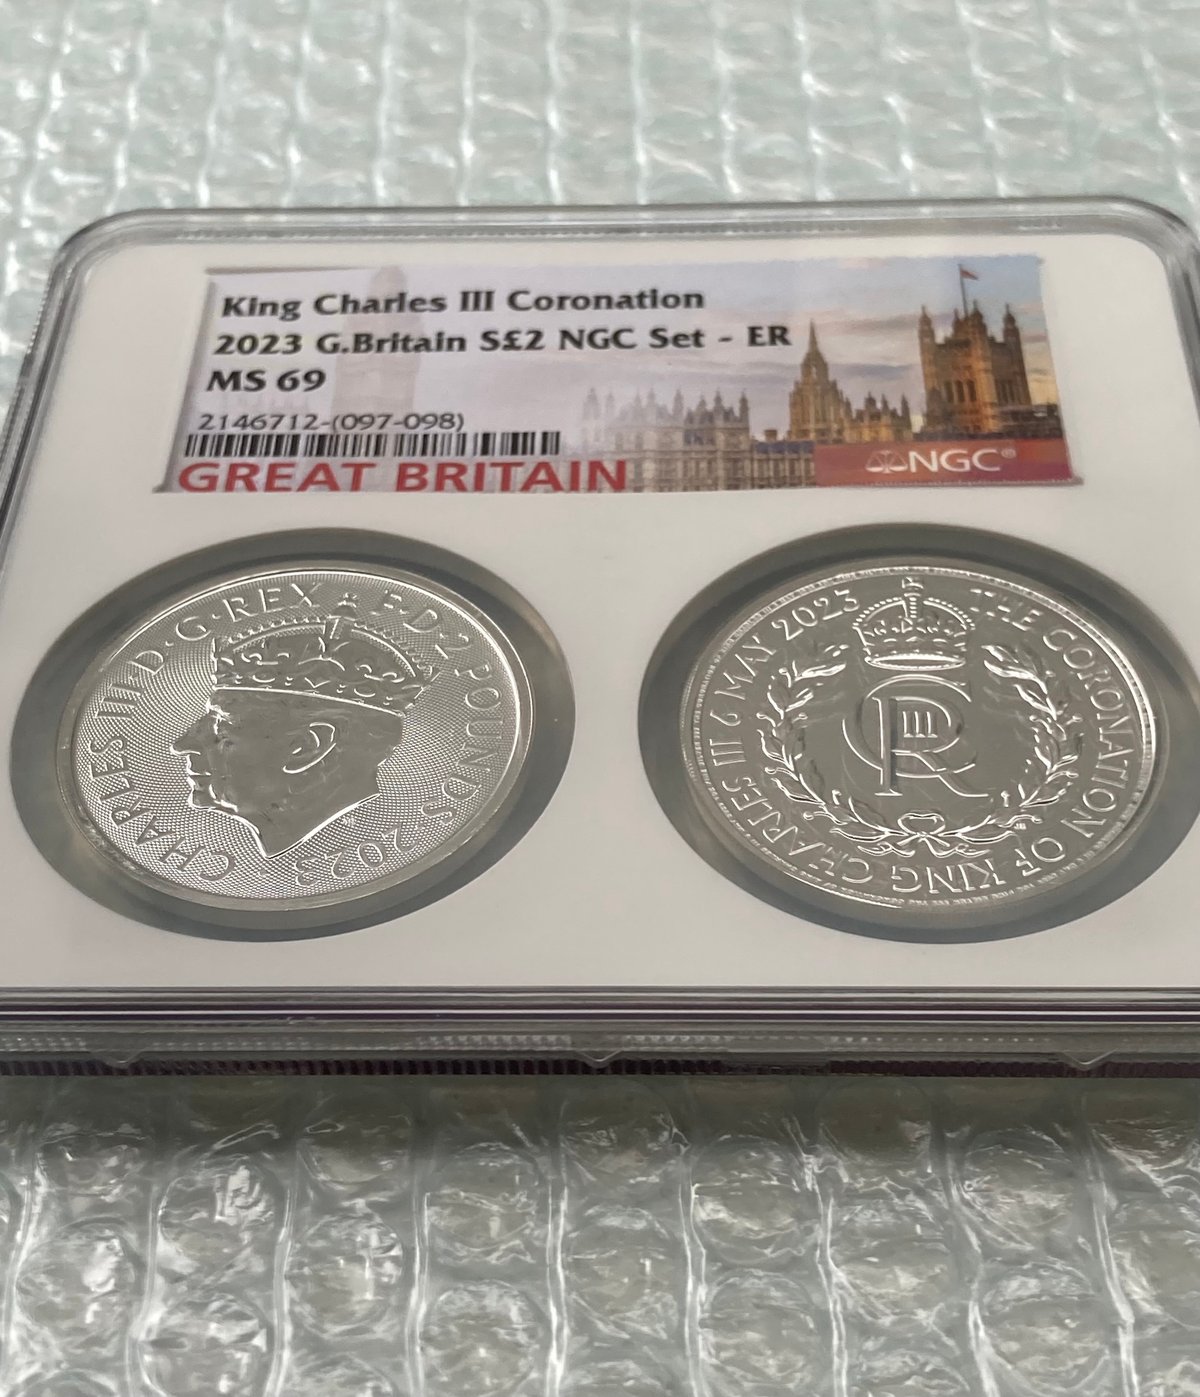 King Charles III Coronation
2023 G.Britain S£2 NGC Set - ER
MS 69
2146712-(097-098)
GREAT BRITAIN
NGC®
CHARLES III·D·G·REX F·D·2 POUNDS·2023
THE CORONATION OF KING CHARLES III 6 MAY 2023
CR III